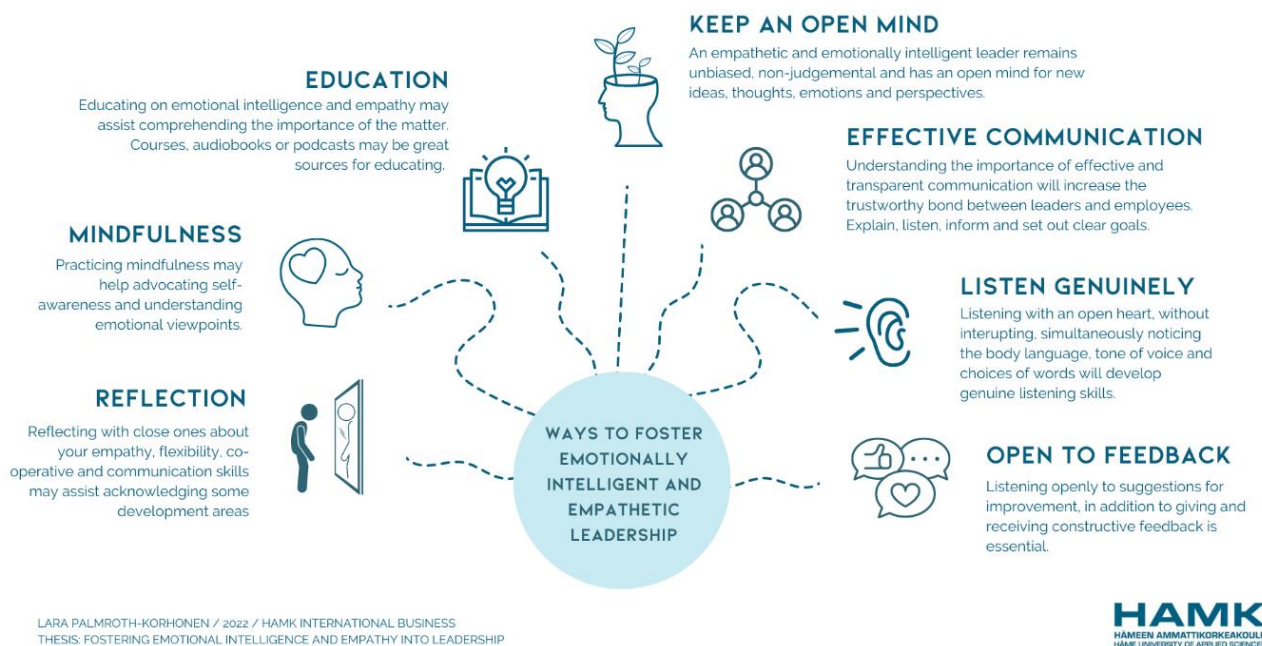 KEEP AN OPEN MIND
An empathetic and emotionally intelligent leader remains
unbiased, non-judgemental and has an open mind for new
ideas, thoughts, emotions and perspectives.
EDUCATION
Educating on emotional intelligence and empathy may
assist comprehending the importance of the matter.
Courses, audiobooks or podcasts may be great
sources for educating.
EFFECTIVE COMMUNICATION
Understanding the importance of effective and
transparent communication will increase the
trustworthy bond between leaders and employees.
Explain, listen, inform and set out clear goals.
MINDFULNESS
Practicing mindfulness may
help advocating self-
awareness and understanding
emotional viewpoints.
LISTEN GENUINELY
Listening with an open heart, without
interupting, simultaneously noticing
the body language, tone of voice and
choices of words will develop
genuine listening skills.
REFLECTION
Reflecting with close ones about
your empathy, flexibility, co-
operative and communication skills
may assist acknowledging some
development areas
WAYS TO FOSTER
EMOTIONALLY
INTELLIGENT AND
EMPATHETIC
LEADERSHIP
OPEN TO FEEDBACK
Listening openly to suggestions for
improvement, in addition to giving and
receiving constructive feedback is
essential.
LARA PALMROTH-KORHONEN / 2022 / HAMK INTERNATIONAL BUSINESS
THESIS: FOSTERING EMOTIONAL INTELLIGENCE AND EMPATHY INTO LEADERSHIP
HAMK
HÄMEEN AMMATTIKORKEAKOULU
HÄME UNIVERSITY OF APPLIED SCIENCES